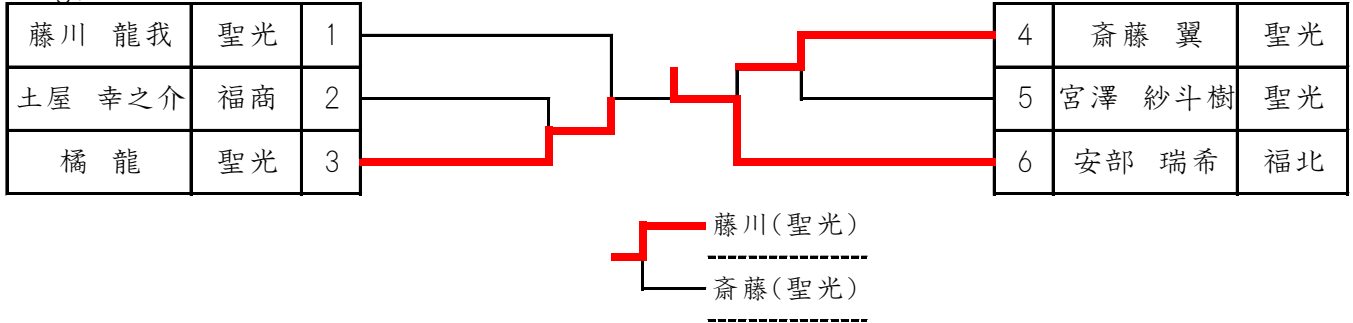 藤川 龍我 聖光 1
土屋 幸之介 福商 2
橘 龍 聖光 3
4 斎藤 翼 聖光
5 宮澤 紗斗樹 聖光
6 安部 瑞希 福北
藤川(聖光)
斎藤(聖光)